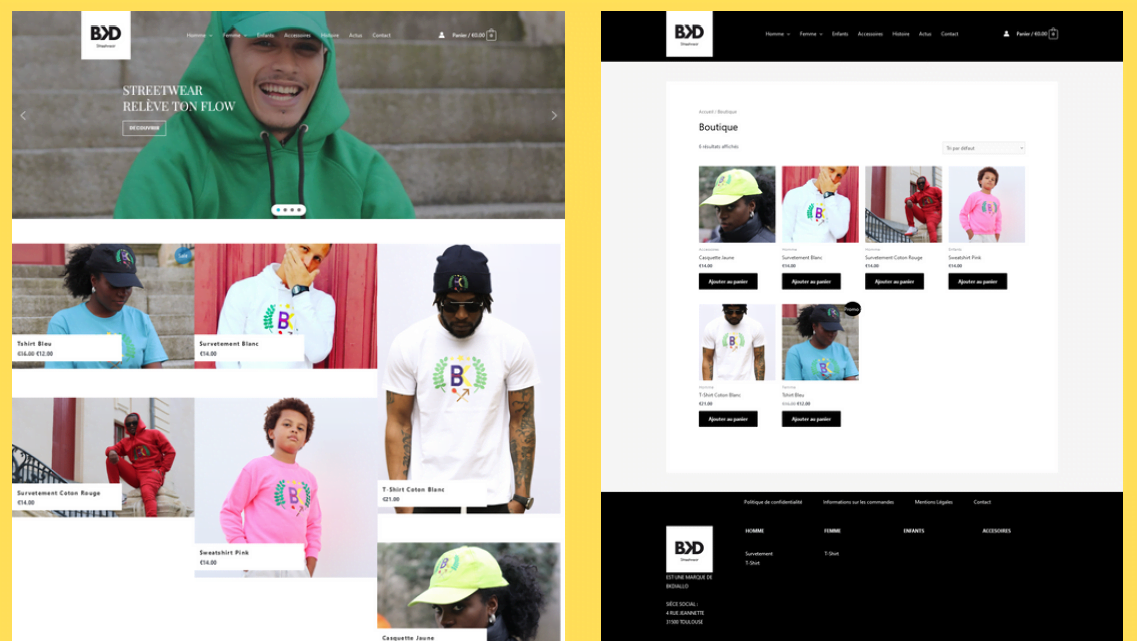 BKD
Streetwear
Homme
Femme
Enfants
Accessoires
Histoire
Actus
Contact
Panier / €0.00
0
STREETWEAR
RELÈVE TON FLOW
DÉCOUVRIR
Tshirt Bleu
€16.00 €12.00
Survetement Blanc
€14.00
BK
T-Shirt Coton Blanc
€21.00
Survetement Coton Rouge
€14.00
Sweatshirt Pink
€14.00
Casquette Jaune
BKD
Streetwear
Homme
Femme
Enfants
Accessoires
Histoire
Actus
Contact
Panier / €0.00
0
Accueil / Boutique
Boutique
6 résultats affichés
Tri par défaut
Accessoires
Casquette Jaune
€14.00
Ajouter au panier
Homme
Survetement Blanc
€14.00
Ajouter au panier
Homme
Survetement Coton Rouge
€14.00
Ajouter au panier
Enfants
Sweatshirt Pink
€14.00
Ajouter au panier
Homme
T-Shirt Coton Blanc
€21.00
Ajouter au panier
Femme
Tshirt Bleu
€16.00 €12.00
Ajouter au panier
Politique de confidentialité
Informations sur les commandes
Mentions Légales
Contact
BKD
Streetwear
EST UNE MARQUE DE
BKDIALLO
SIÈGE SOCIAL :
4 RUE JEANNETTE
31500 TOULOUSE
HOMME
Survetement
T-Shirt
FEMME
T-Shirt
ENFANTS
ACCESOIRES